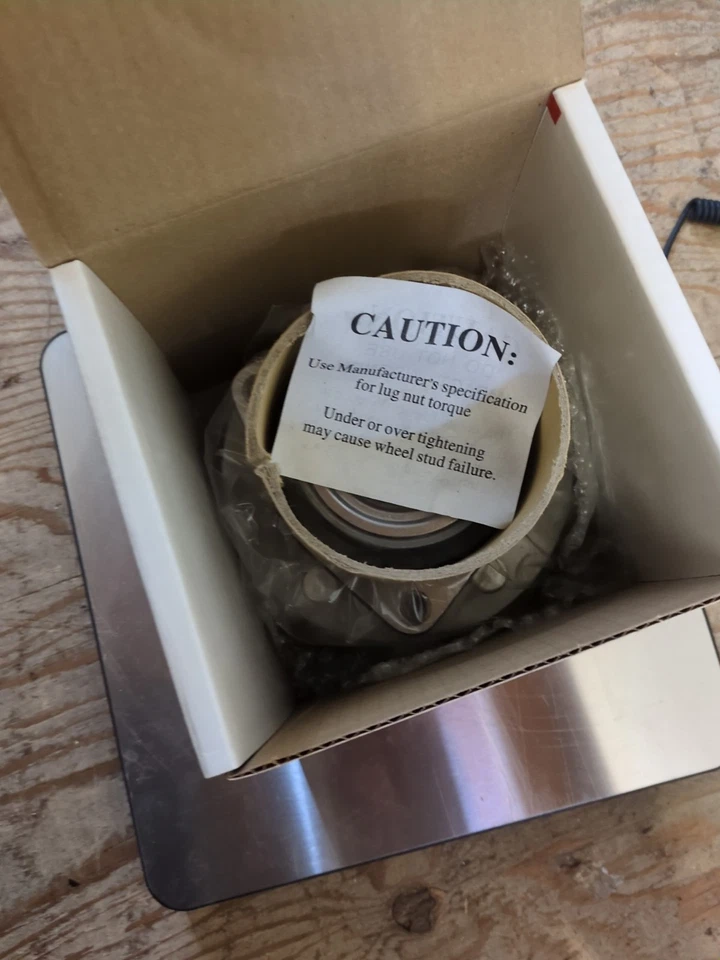 CAUTION:
Use Manufacturer's specification
for lug nut torque
Under or over tightening
may cause wheel stud failure.